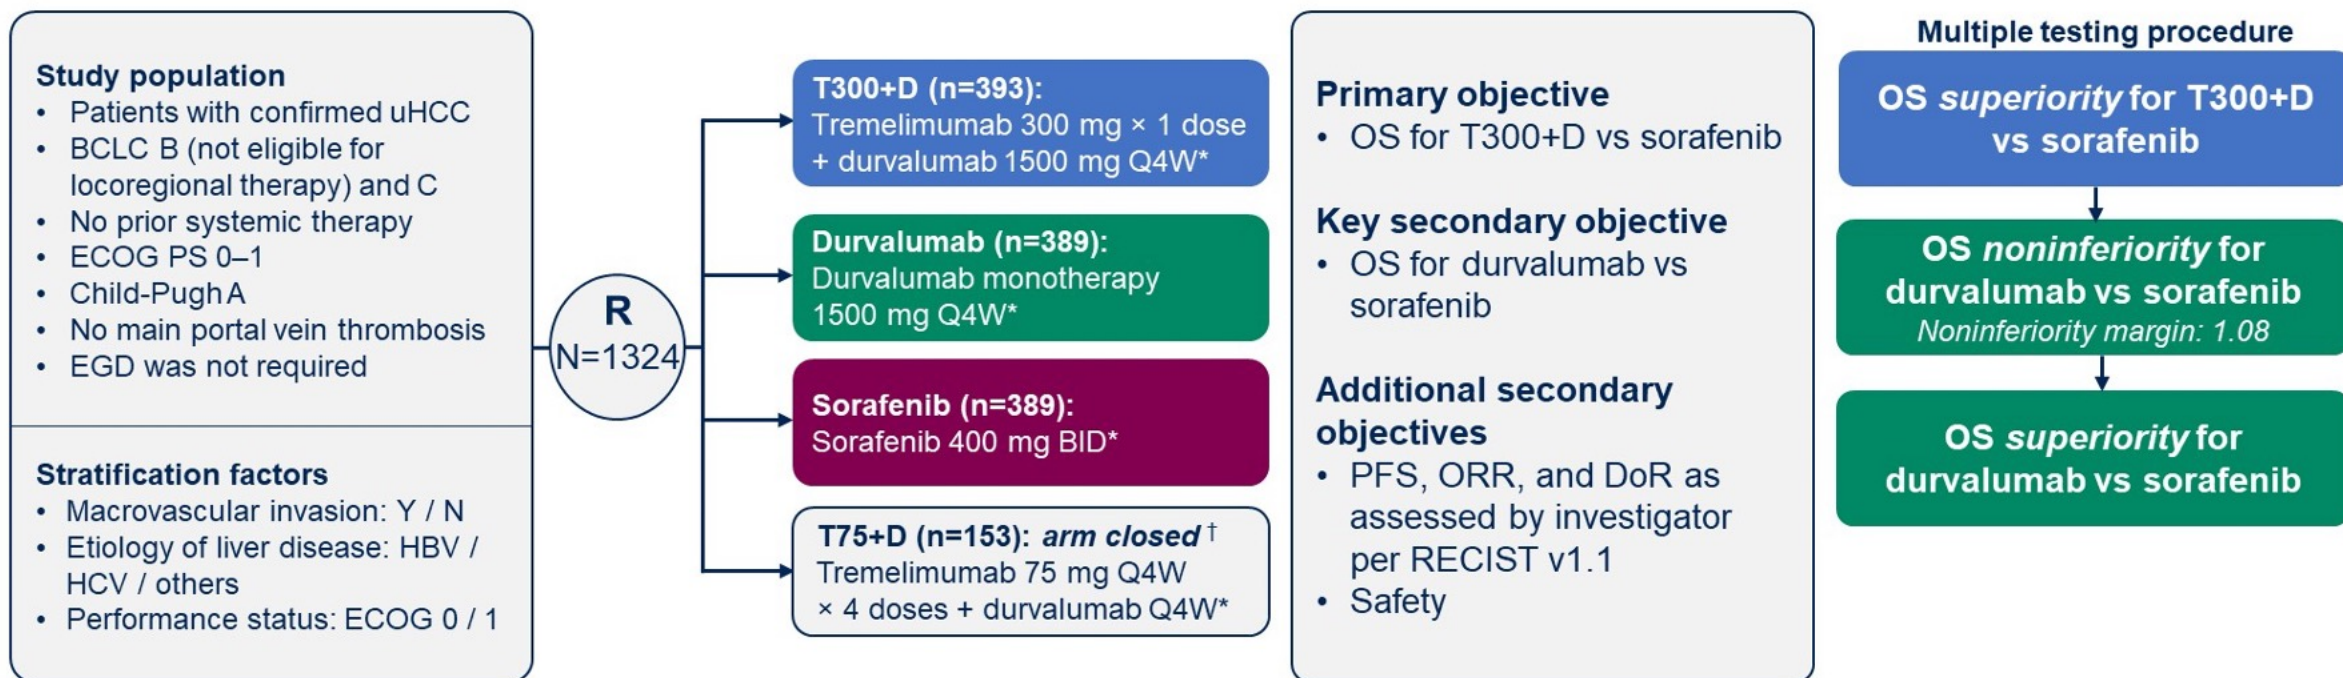 Study population
• Patients with confirmed uHCC
• BCLC B (not eligible for
locoregional therapy) and C
• No prior systemic therapy
• ECOG PS 0–1
• Child-Pugh A
• No main portal vein thrombosis
• EGD was not required
Stratification factors
• Macrovascular invasion: Y / N
• Etiology of liver disease: HBV /
HCV / others
• Performance status: ECOG 0 / 1
R
N=1324
T300+D (n=393):
Tremelimumab 300 mg × 1 dose
+ durvalumab 1500 mg Q4W*
Durvalumab (n=389):
Durvalumab monotherapy
1500 mg Q4W*
Sorafenib (n=389):
Sorafenib 400 mg BID*
T75+D (n=153): arm closed †
Tremelimumab 75 mg Q4W
× 4 doses + durvalumab Q4W*
Primary objective
• OS for T300+D vs sorafenib
Key secondary objective
• OS for durvalumab vs
sorafenib
Additional secondary
objectives
• PFS, ORR, and DoR as
assessed by investigator
per RECIST v1.1
• Safety
Multiple testing procedure
OS superiority for T300+D
vs sorafenib
OS noninferiority for
durvalumab vs sorafenib
Noninferiority margin: 1.08
OS superiority for
durvalumab vs sorafenib